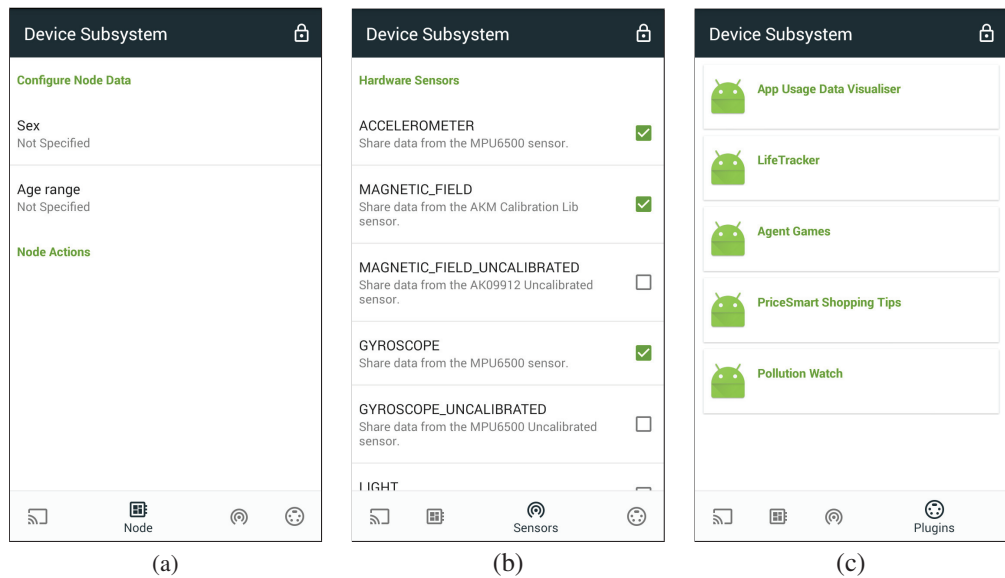 Device Subsystem
Configure Node Data
Sex
Not Specified
Age range
Not Specified
Node Actions
Node
(a)
Device Subsystem
Hardware Sensors
ACCELEROMETER
Share data from the MPU6500 sensor.
MAGNETIC_FIELD
Share data from the AKM Calibration Lib
sensor.
MAGNETIC_FIELD_UNCALIBRATED
Share data from the AK09912 Uncalibrated
sensor.
GYROSCOPE
Share data from the MPU6500 sensor.
GYROSCOPE_UNCALIBRATED
Share data from the MPU6500 Uncalibrated
sensor.
LIGHT
Sensors
(b)
Device Subsystem
App Usage Data Visualiser
LifeTracker
Agent Games
PriceSmart Shopping Tips
Pollution Watch
Plugins
(c)